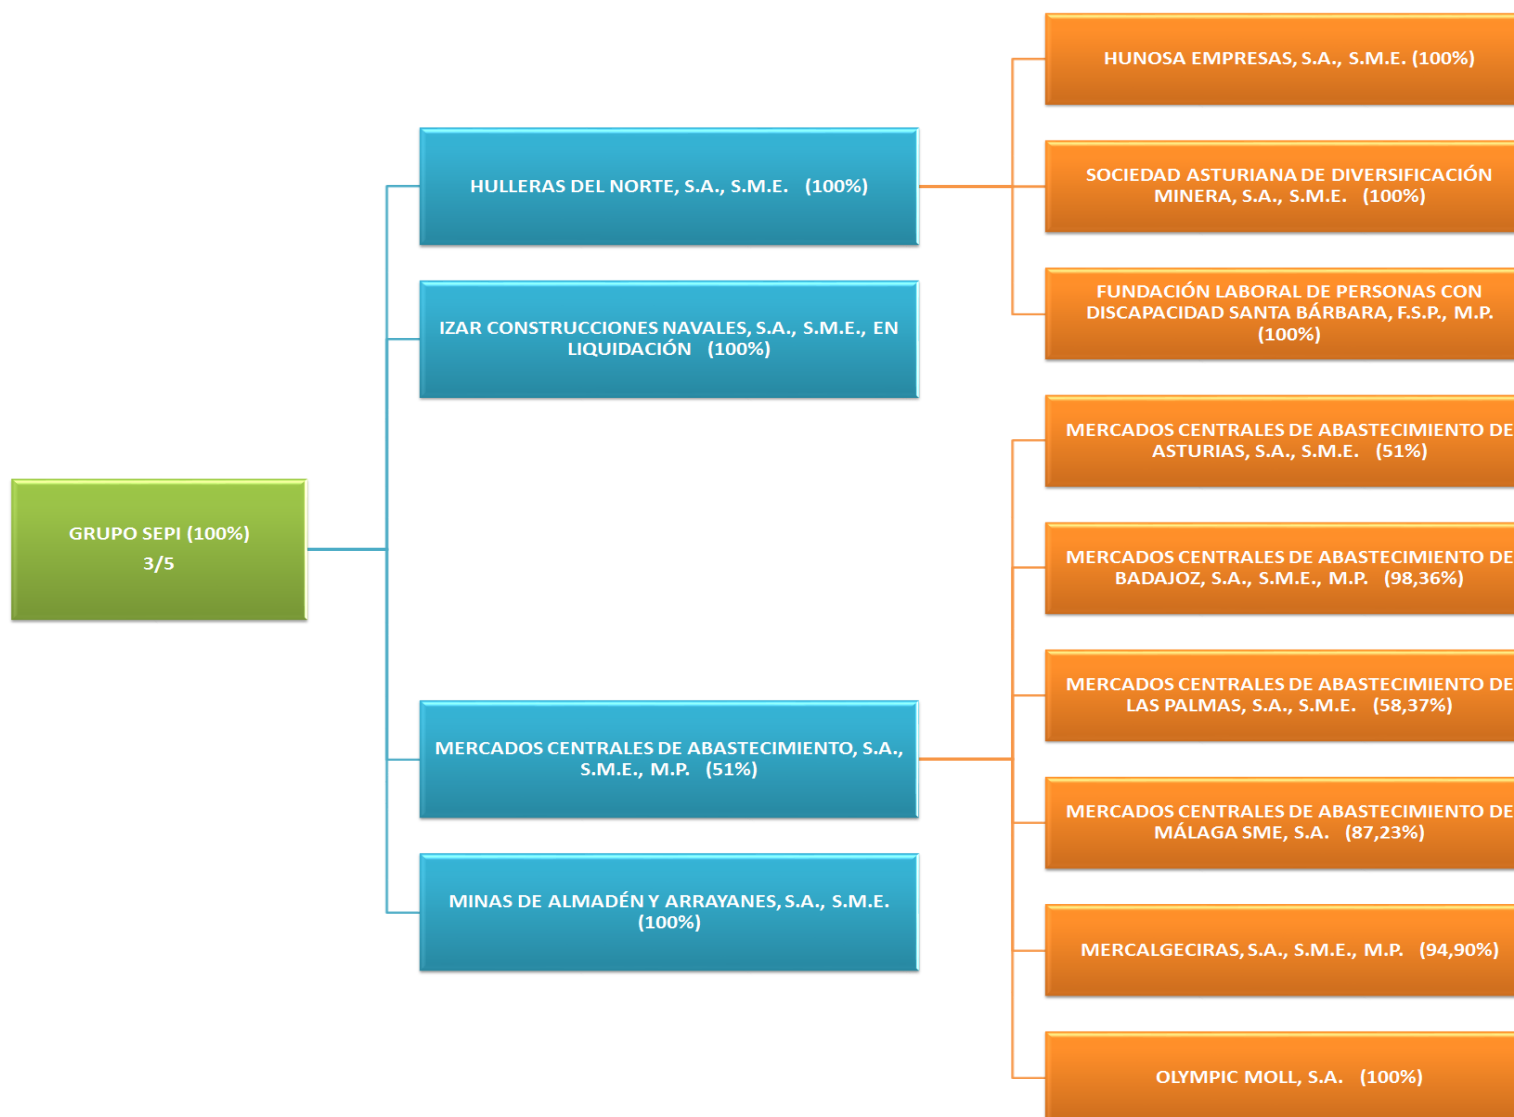 GRUPO SEPI (100%)
3/5
HULLERAS DEL NORTE, S.A., S.M.E. (100%)
IZAR CONSTRUCCIONES NAVALES, S.A., S.M.E., EN
LIQUIDACIÓN (100%)
MERCADOS CENTRALES DE ABASTECIMIENTO, S.A.,
S.M.E., M.P. (51%)
MINAS DE ALMADÉN Y ARRAYANES, S.A., S.M.E.
(100%)
HUNOSA EMPRESAS, S.A., S.M.E. (100%)
SOCIEDAD ASTURIANA DE DIVERSIFICACIÓN
MINERA, S.A., S.M.E. (100%)
FUNDACIÓN LABORAL DE PERSONAS CON
DISCAPACIDAD SANTA BÁRBARA, F.S.P., M.P.
(100%)
MERCADOS CENTRALES DE ABASTECIMIENTO DE
ASTURIAS, S.A., S.M.E. (51%)
MERCADOS CENTRALES DE ABASTECIMIENTO DE
BADAJOZ, S.A., S.M.E., M.P. (98,36%)
MERCADOS CENTRALES DE ABASTECIMIENTO DE
LAS PALMAS, S.A., S.M.E. (58,37%)
MERCADOS CENTRALES DE ABASTECIMIENTO DE
MÁLAGA SME, S.A. (87,23%)
MERCALGECIRAS, S.A., S.M.E., M.P. (94,90%)
OLYMPIC MOLL, S.A. (100%)